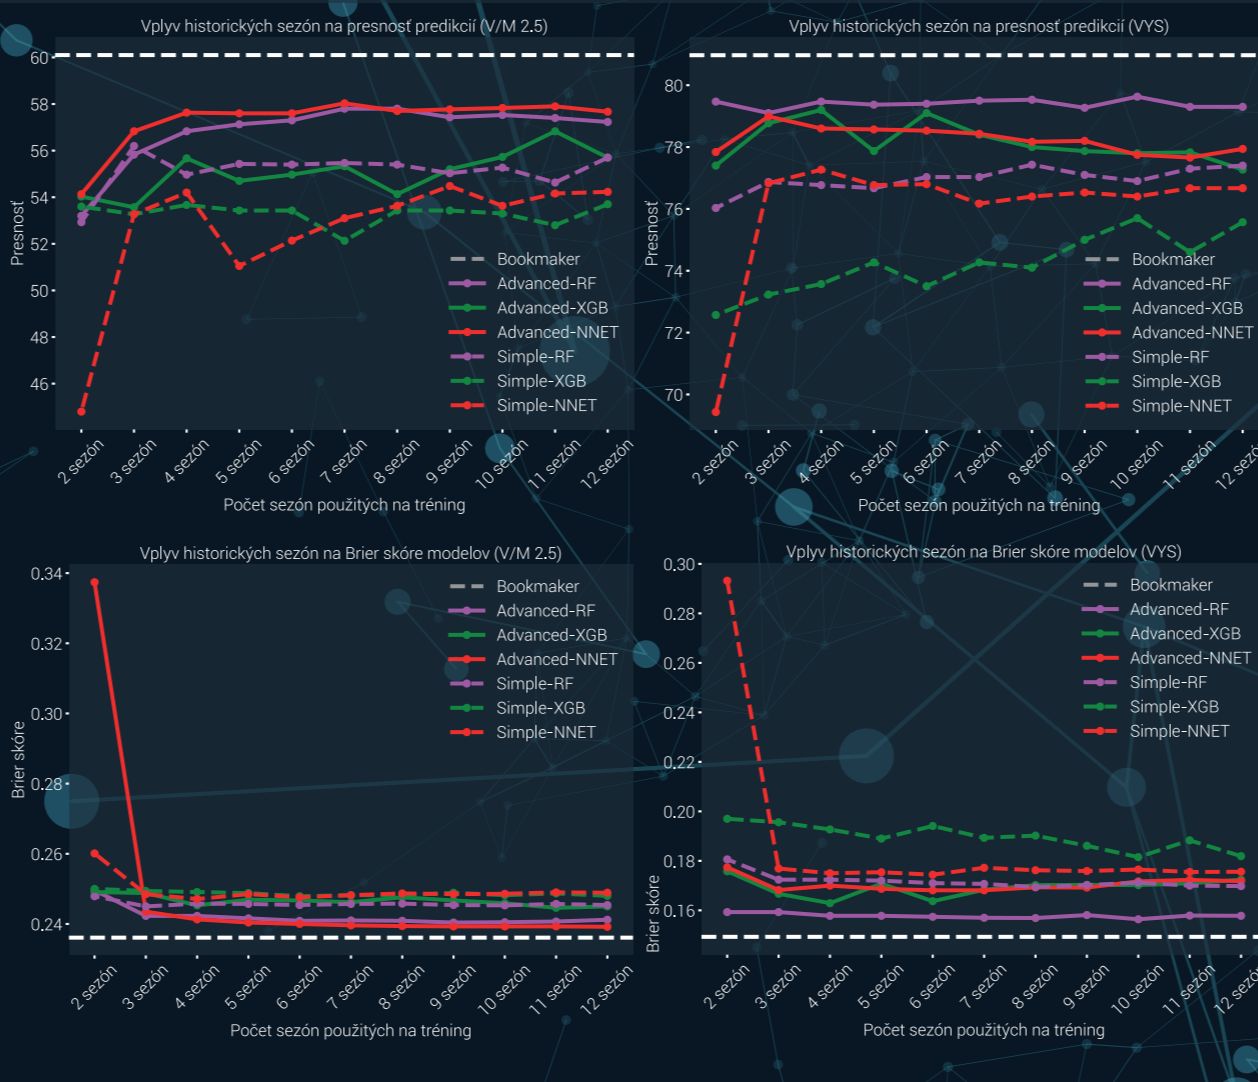 Vplyv historických sezón na presnosť predikcií (V/M 2.5)
60
58
56
54
52
50
48
46
Presnosť
Bookmaker
Advanced-RF
Advanced-XGB
Advanced-NNET
Simple-RF
Simple-XGB
Simple-NNET
2 sezón
3 sezón
4 sezón
5 sezón
6 sezón
7 sezón
8 sezón
9 sezón
10 sezón
11 sezón
12 sezón
Počet sezón použitých na tréning
Vplyv historických sezón na presnosť predikcií (VYS)
80
78
76
74
72
70
Presnosť
Bookmaker
Advanced-RF
Advanced-XGB
Advanced-NNET
Simple-RF
Simple-XGB
Simple-NNET
2 sezón
3 sezón
4 sezón
5 sezón
6 sezón
7 sezón
8 sezón
9 sezón
10 sezón
11 sezón
12 sezó
Počet sezón použitých na tréning
Vplyv historických sezón na Brier skóre modelov (V/M 2.5)
0.34
0.32
0.30
0.28
0.26
0.24
Brier skóre
Bookmaker
Advanced-RF
Advanced-XGB
Advanced-NNET
Simple-RF
Simple-XGB
Simple-NNET
2 sezón
3 sezón
4 sezón
5 sezón
6 sezón
7 sezón
8 sezón
9 sezón
10 sezón
11 sezón
12 sezón
Počet sezón použitých na tréning
Vplyv historických sezón na Brier skóre modelov (VYS)
0.30
0.28
0.26
0.24
0.22
0.20
0.18
0.16
Brier skóre
Bookmaker
Advanced-RF
Advanced-XGB
Advanced-NNET
Simple-RF
Simple-XGB
Simple-NNET
2 sezón
3 sezón
4 sezón
5 sezón
6 sezón
7 sezón
8 sezón
9 sezón
10 sezón
11 sezón
12 sezó
Počet sezón použitých na tréning